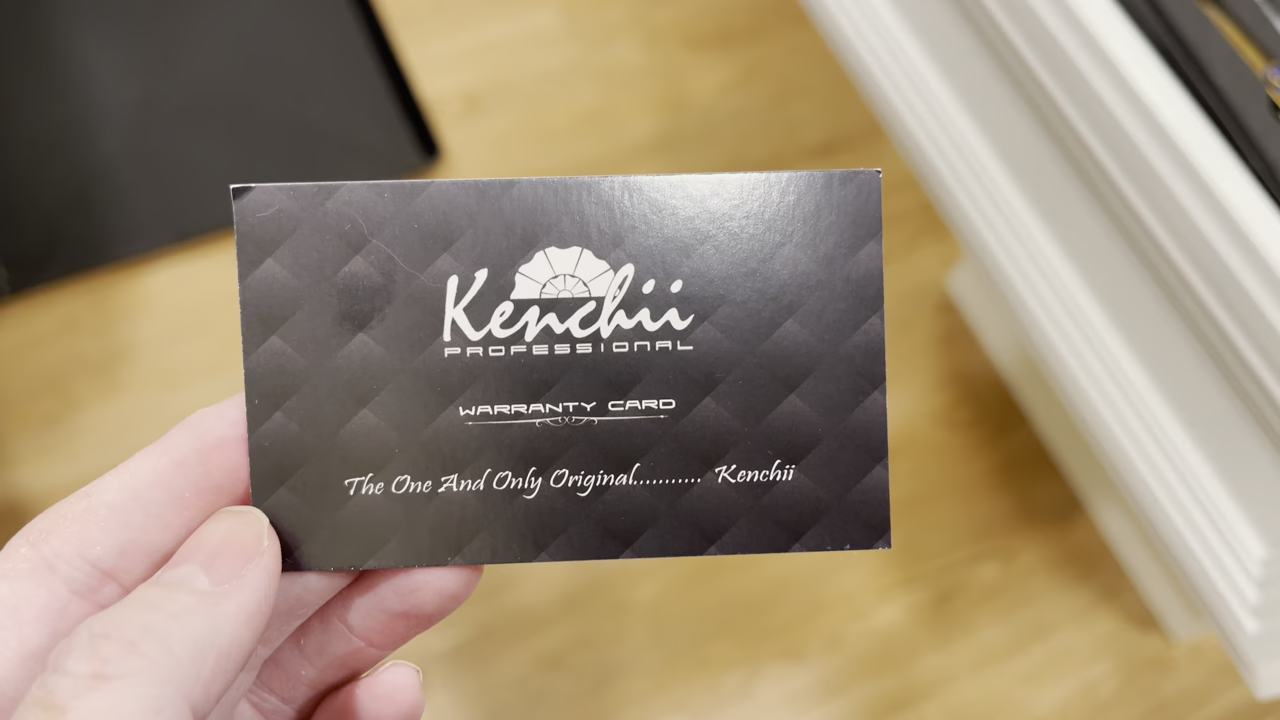 Kenchii
PROFESSIONAL
WARRANTY CARD
The One And Only Original........... Kenchii